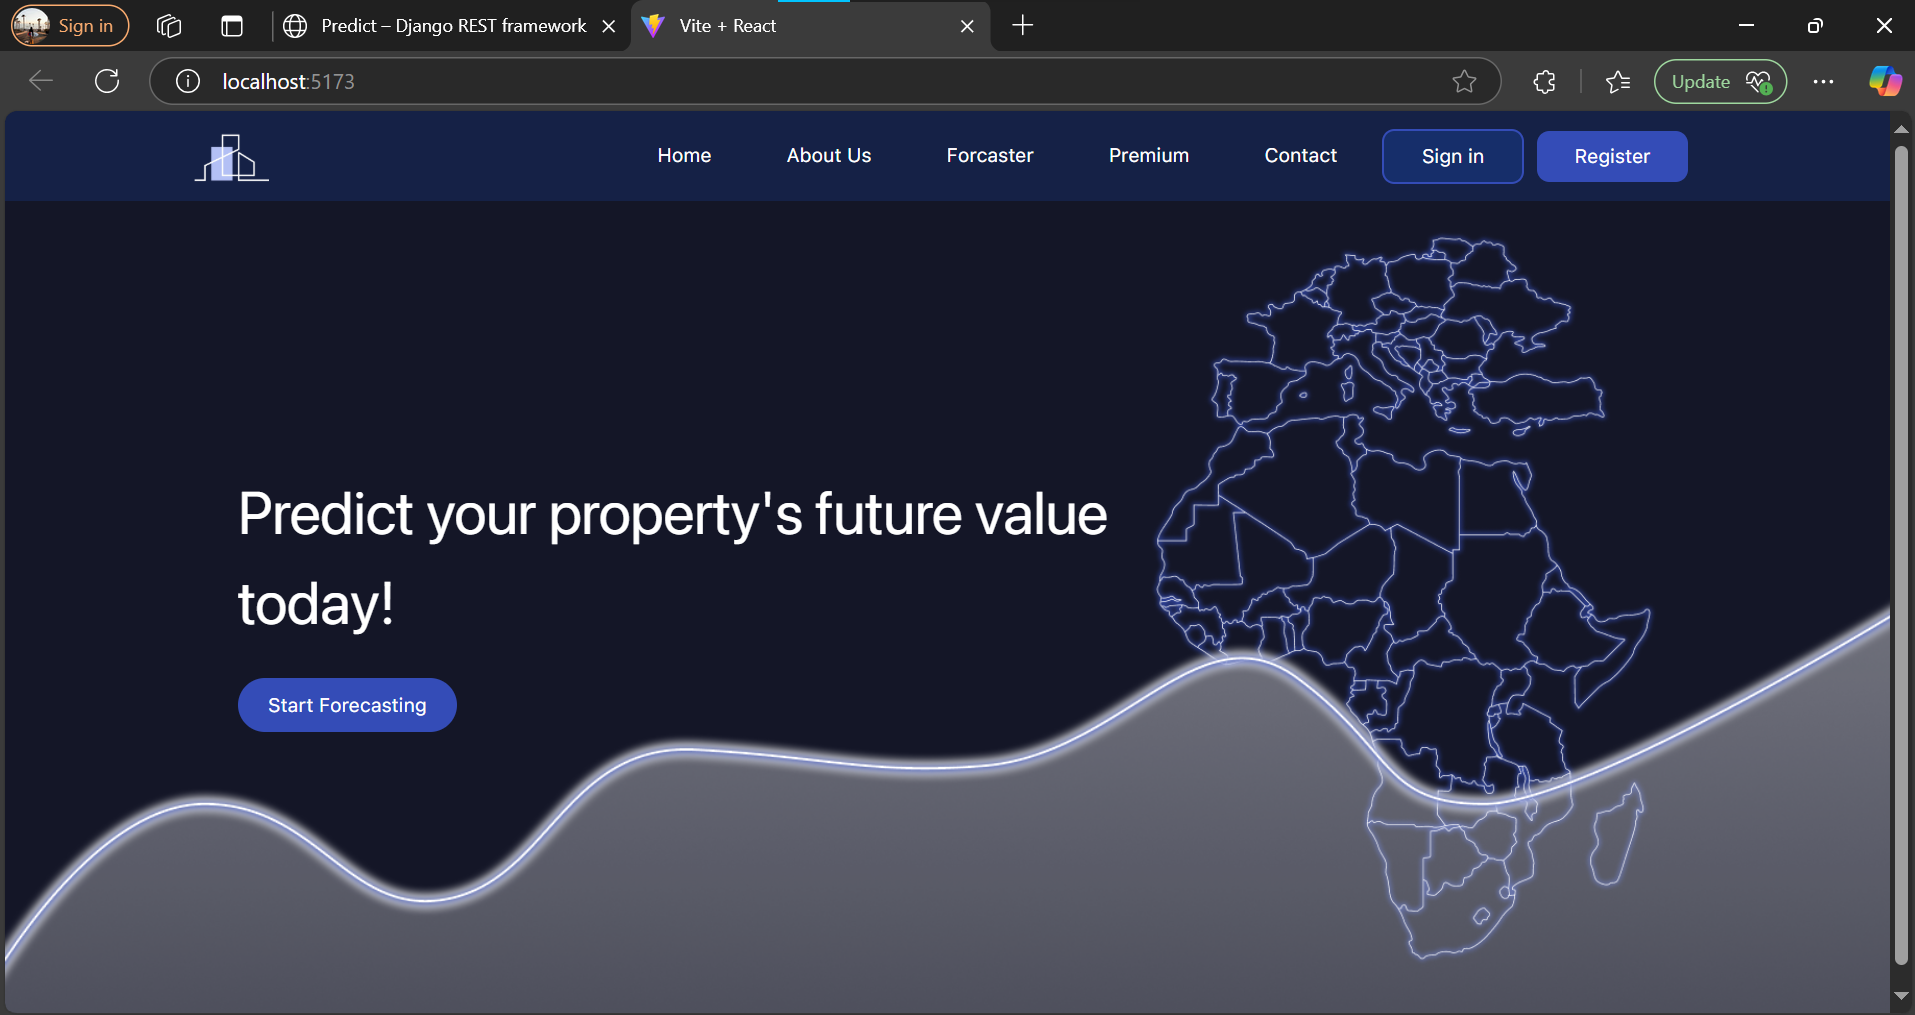 Sign in
Predict – Django REST framework
Vite + React
localhost:5173
Update
Home
About Us
Forcaster
Premium
Contact
Sign in
Register
Predict your property's future value
today!
Start Forecasting